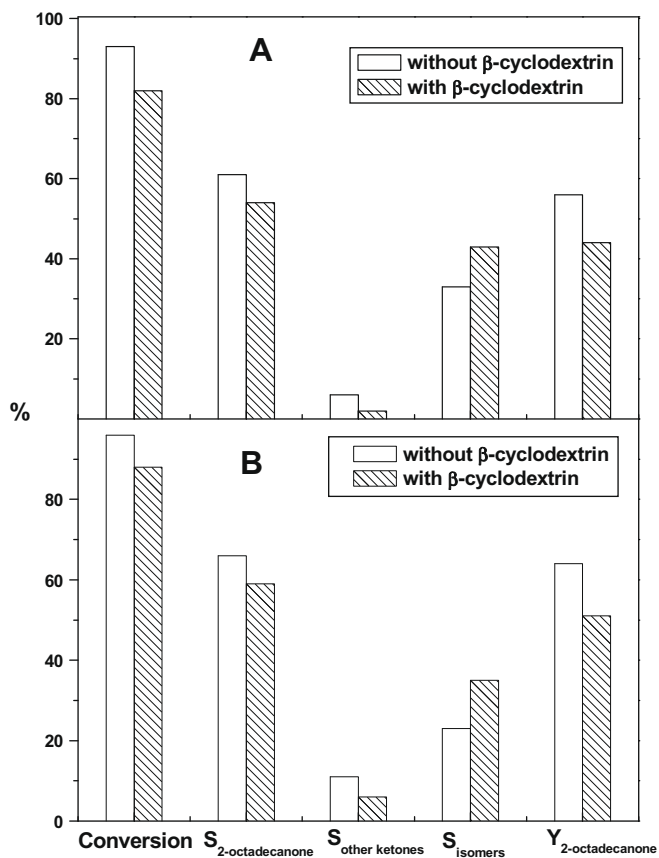 100
A
without β-cyclodextrin
with β-cyclodextrin
80
60
40
20
%
B
without β-cyclodextrin
with β-cyclodextrin
80
60
40
20
0
Conversion S2-octadecanone Sother ketones Sisomers Y2-octadecanone